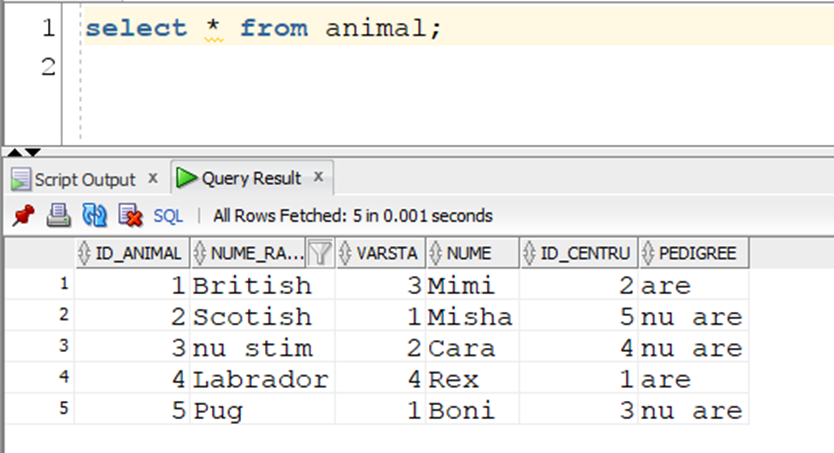 1 select * from animal;
2
Script Output x Query Result x
SQL | All Rows Fetched: 5 in 0.001 seconds
ID_ANIMAL NUME_RA... VARSTA NUME ID_CENTRU PEDIGREE
1 1 British 3 Mimi 2 are
2 2 Scotish 1 Misha 5 nu are
3 3 nu stim 2 Cara 4 nu are
4 4 Labrador 4 Rex 1 are
5 5 Pug 1 Boni 3 nu are